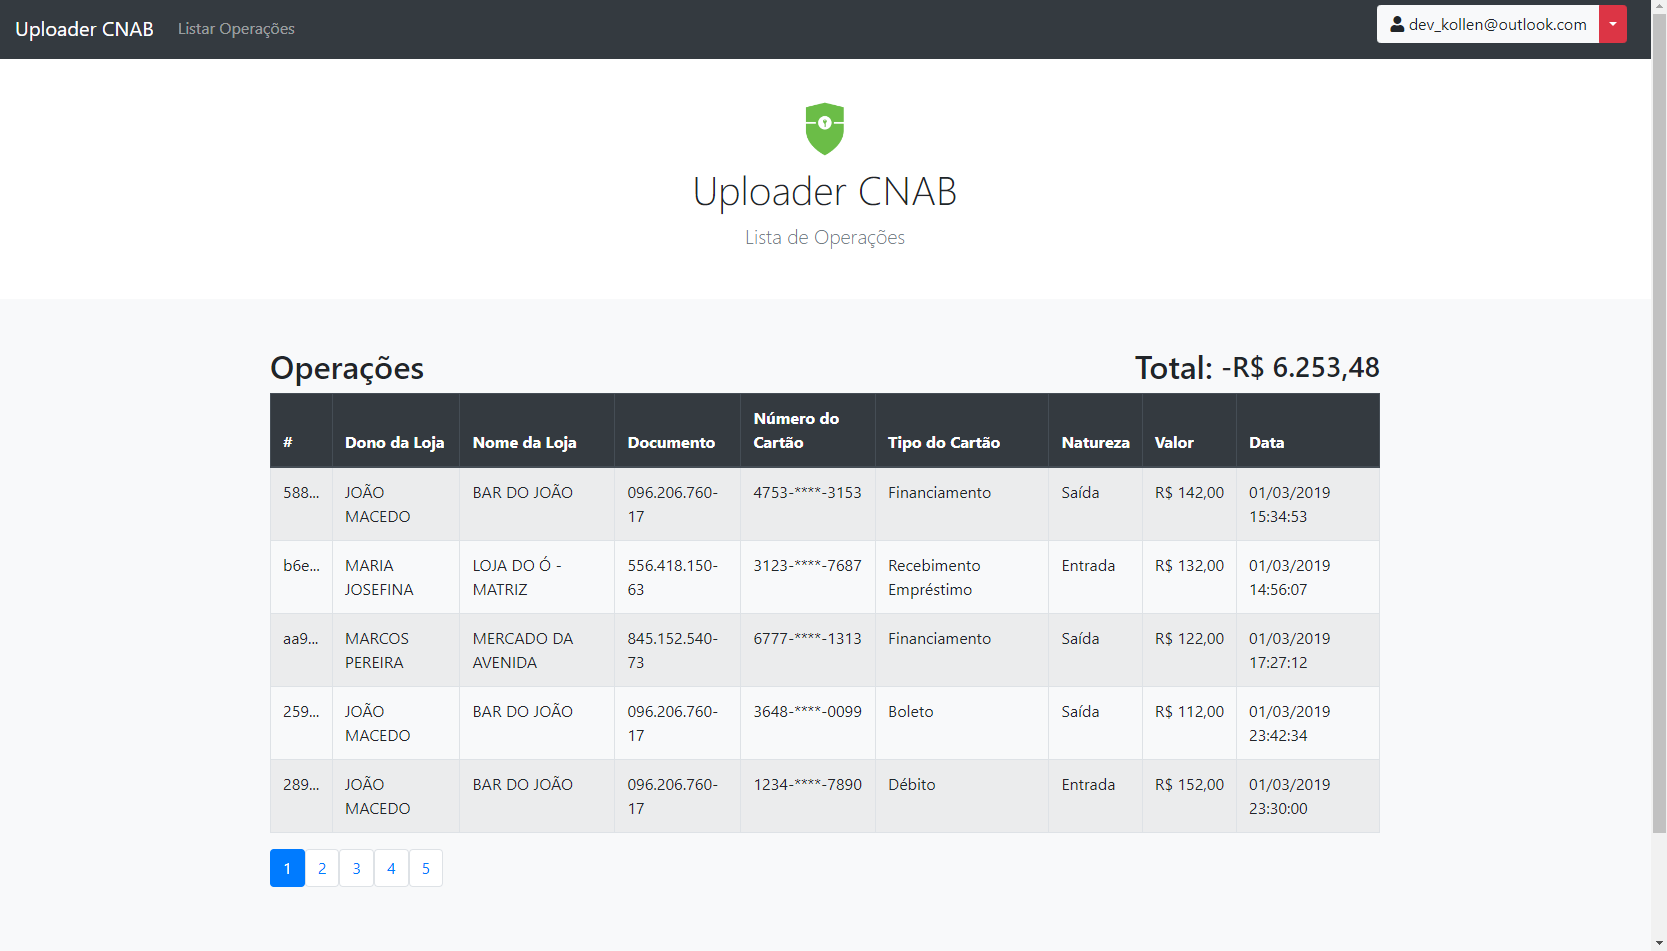 Uploader CNAB Listar Operações dev_kollen@outlook.com
Uploader CNAB
Lista de Operações
Operações Total: -R$ 6.253,48
# Dono da Loja Nome da Loja Documento Número do Cartão Tipo do Cartão Natureza Valor Data
588... JOÃO MACEDO BAR DO JOÃO 096.206.760-17 4753-****-3153 Financiamento Saída R$ 142,00 01/03/2019 15:34:53
b6e... MARIA JOSEFINA LOJA DO Ó - MATRIZ 556.418.150-63 3123-****-7687 Recebimento Empréstimo Entrada R$ 132,00 01/03/2019 14:56:07
aa9... MARCOS PEREIRA MERCADO DA AVENIDA 845.152.540-73 6777-****-1313 Financiamento Saída R$ 122,00 01/03/2019 17:27:12
259... JOÃO MACEDO BAR DO JOÃO 096.206.760-17 3648-****-0099 Boleto Saída R$ 112,00 01/03/2019 23:42:34
289... JOÃO MACEDO BAR DO JOÃO 096.206.760-17 1234-****-7890 Débito Entrada R$ 152,00 01/03/2019 23:30:00
1 2 3 4 5